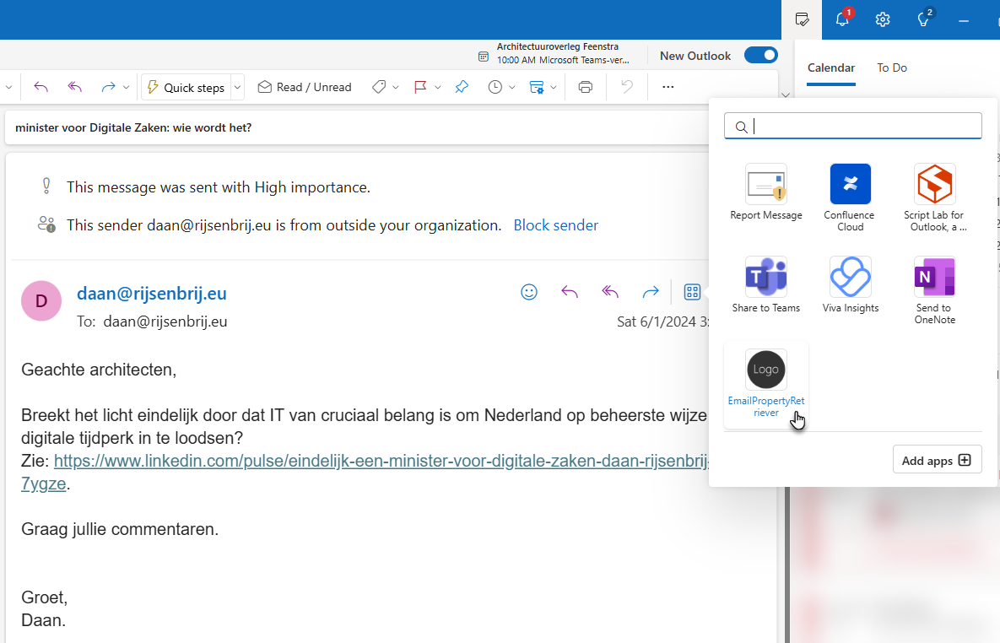 1
2
Architectuuroverleg Feenstra
10:00 AM Microsoft Teams-ver...
New Outlook
Calendar
To Do
Quick steps
Read / Unread
minister voor Digitale Zaken: wie wordt het?
This message was sent with High importance.
This sender daan@rijsenbrij.eu is from outside your organization. Block sender
D
daan@rijsenbrij.eu
To: daan@rijsenbrij.eu
Sat 6/1/2024 3:
Geachte architecten,
Breekt het licht eindelijk door dat IT van cruciaal belang is om Nederland op beheerste wijze
digitale tijdperk in te loodsen?
Zie: https://www.linkedin.com/pulse/eindelijk-een-minister-voor-digitale-zaken-daan-rijsenbrij-
7ygze.
Graag jullie commentaren.
Groet,
Daan.
Report Message
Confluence
Cloud
Script Lab for
Outlook, a ...
T
Share to Teams
Viva Insights
N
Send to
OneNote
Logo
EmailPropertyRet
riever
Add apps